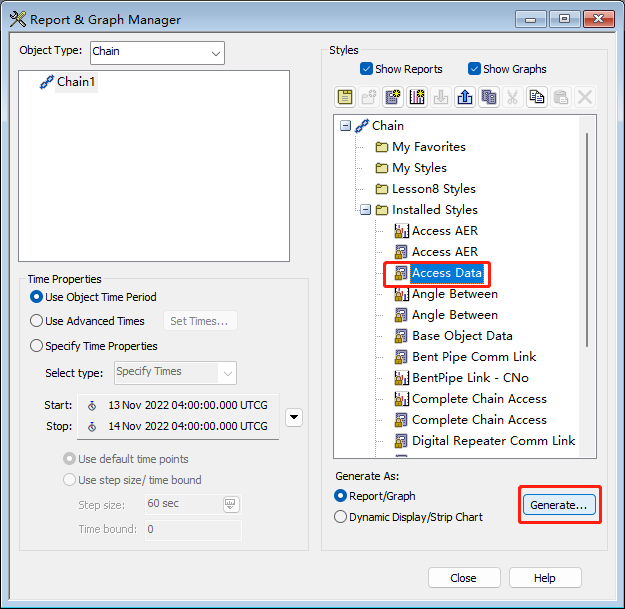 Report & Graph Manager
Object Type: Chain
Chain1
Time Properties
Use Object Time Period
Use Advanced Times Set Times...
Specify Time Properties
Select type: Specify Times
Start: 13 Nov 2022 04:00:00.000 UTCG
Stop: 14 Nov 2022 04:00:00.000 UTCG
Use default time points
Use step size/ time bound
Step size: 60 sec
Time bound: 0
Styles
Show Reports Show Graphs
Chain
My Favorites
My Styles
Lesson8 Styles
Installed Styles
Access AER
Access AER
Access Data
Angle Between
Angle Between
Base Object Data
Bent Pipe Comm Link
BentPipe Link - CNo
Complete Chain Access
Complete Chain Access
Digital Repeater Comm Link
Generate As:
Report/Graph
Dynamic Display/Strip Chart
Generate...
Close Help